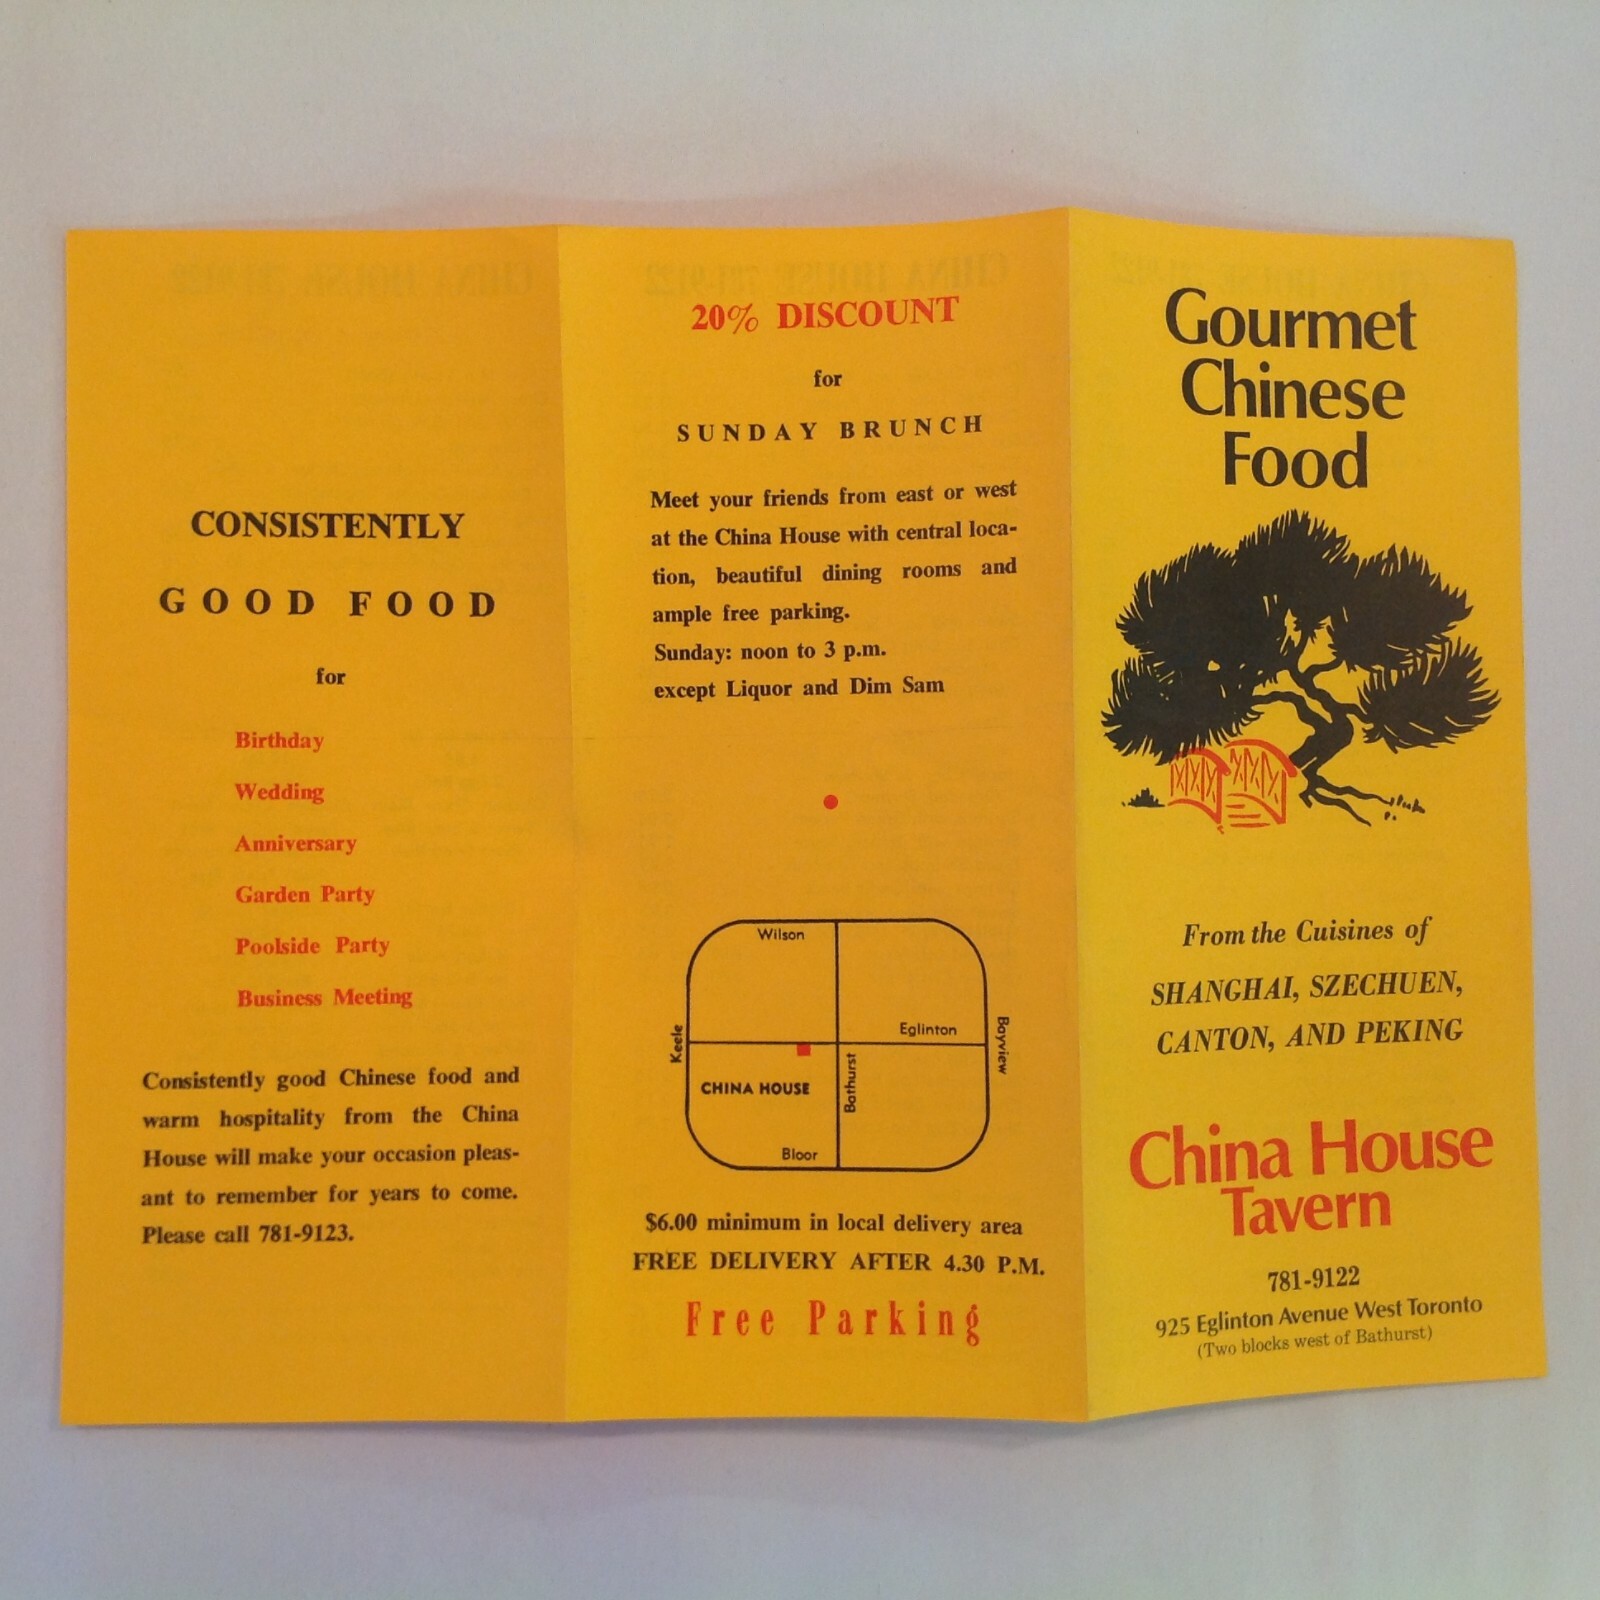 CONSISTENTLY
GOOD FOOD
for
Birthday
Wedding
Anniversary
Garden Party
Poolside Party
Business Meeting
Consistently good Chinese food and
warm hospitality from the China
House will make your occasion pleas-
ant to remember for years to come.
Please call 781-9123.
20% DISCOUNT
for
SUNDAY BRUNCH
Meet your friends from east or west
at the China House with central loca-
tion, beautiful dining rooms and
ample free parking.
Sunday: noon to 3 p.m.
except Liquor and Dim Sam
Wilson
Eglinton
Keele
Bayview
CHINA HOUSE
Bathurst
Bloor
$6.00 minimum in local delivery area
FREE DELIVERY AFTER 4.30 P.M.
Free Parking
Gourmet
Chinese
Food
From the Cuisines of
SHANGHAI, SZECHUEN,
CANTON, AND PEKING
China House
Tavern
781-9122
925 Eglinton Avenue West Toronto
(Two blocks west of Bathurst)